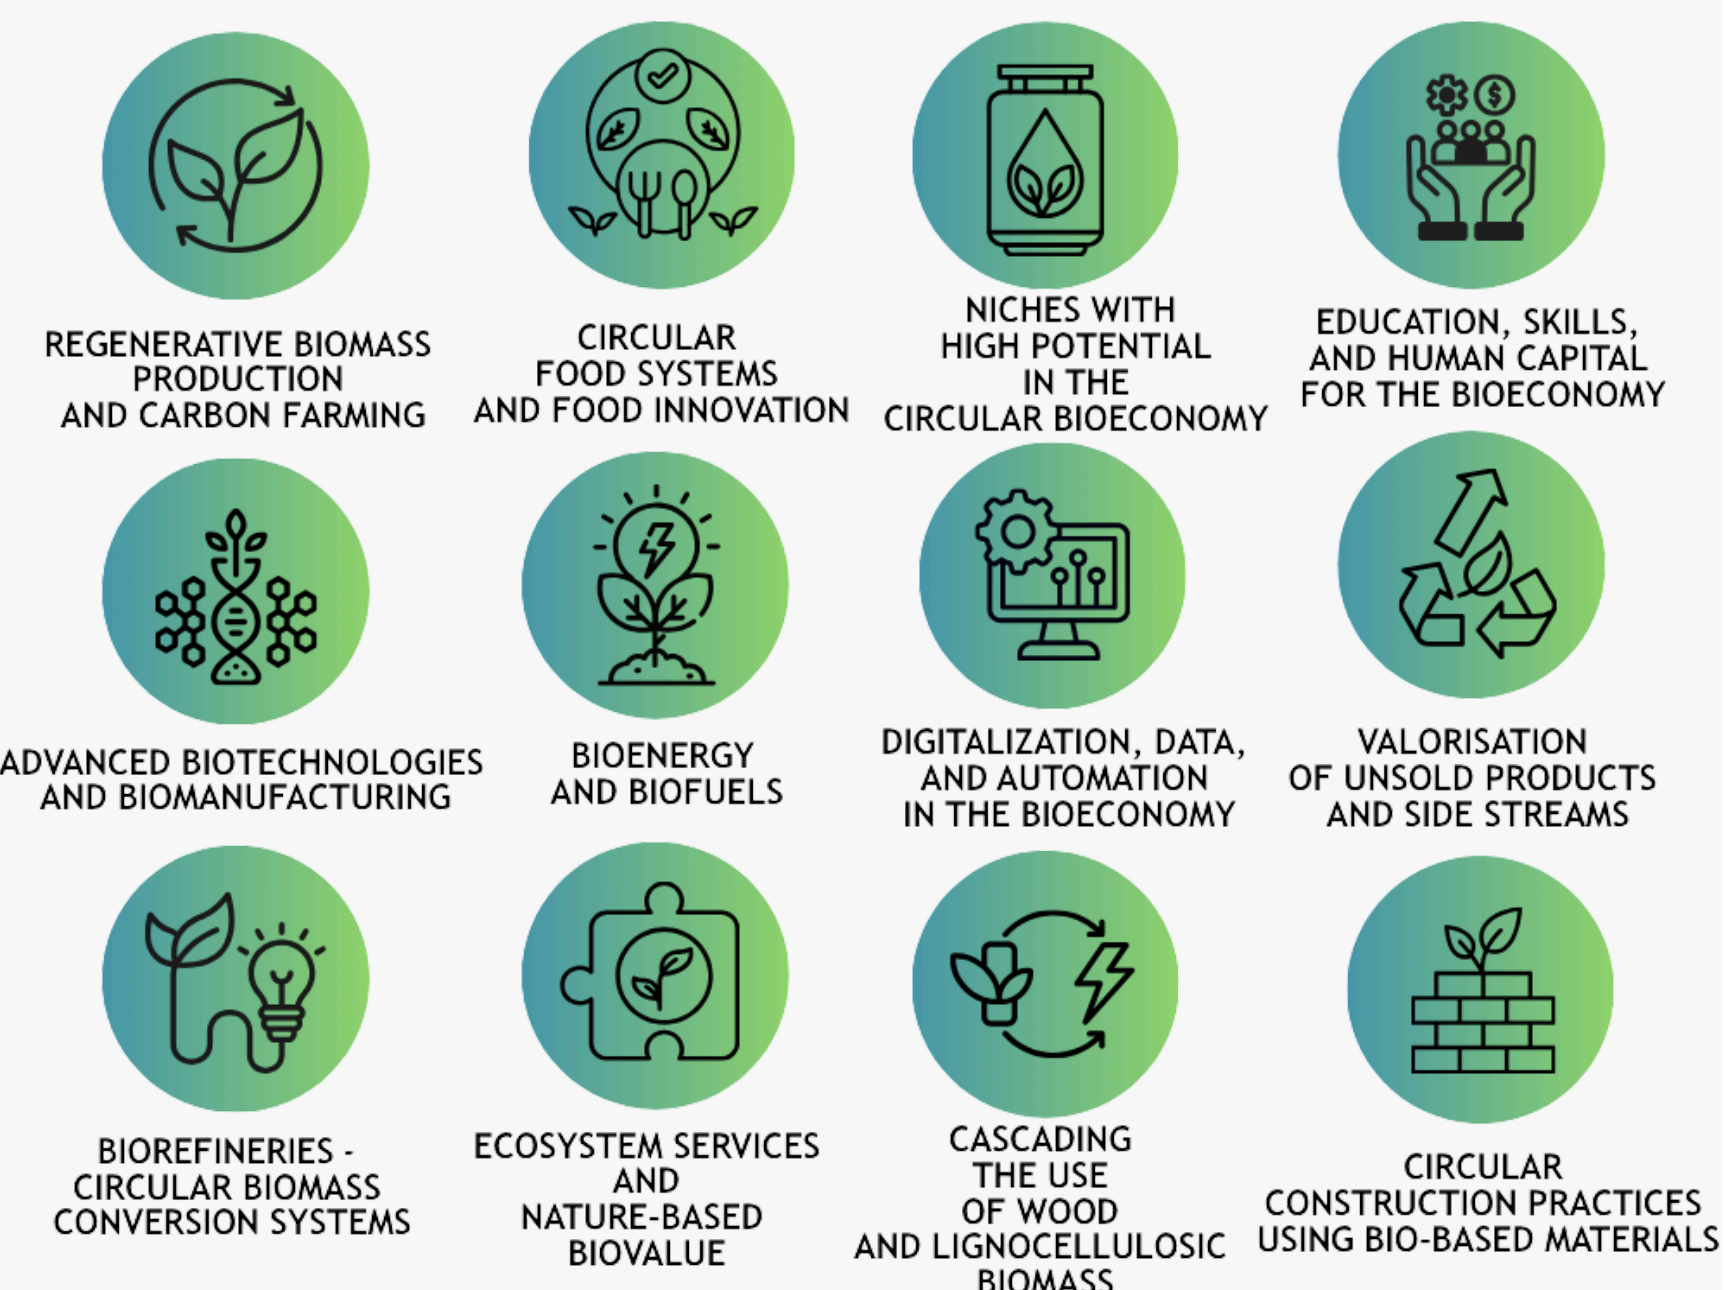 REGENERATIVE BIOMASS
PRODUCTION
AND CARBON FARMING
CIRCULAR
FOOD SYSTEMS
AND FOOD INNOVATION
NICHES WITH
HIGH POTENTIAL
IN THE
CIRCULAR BIOECONOMY
EDUCATION, SKILLS,
AND HUMAN CAPITAL
FOR THE BIOECONOMY
ADVANCED BIOTECHNOLOGIES
AND BIOMANUFACTURING
BIOENERGY
AND BIOFUELS
DIGITALIZATION, DATA,
AND AUTOMATION
IN THE BIOECONOMY
VALORISATION
OF UNSOLD PRODUCTS
AND SIDE STREAMS
BIOREFINERIES -
CIRCULAR BIOMASS
CONVERSION SYSTEMS
ECOSYSTEM SERVICES
AND
NATURE-BASED
BIOVALUE
CASCADING
THE USE
OF WOOD
AND LIGNOCELLULOSIC
BIOMASS
CIRCULAR
CONSTRUCTION PRACTICES
USING BIO-BASED MATERIALS